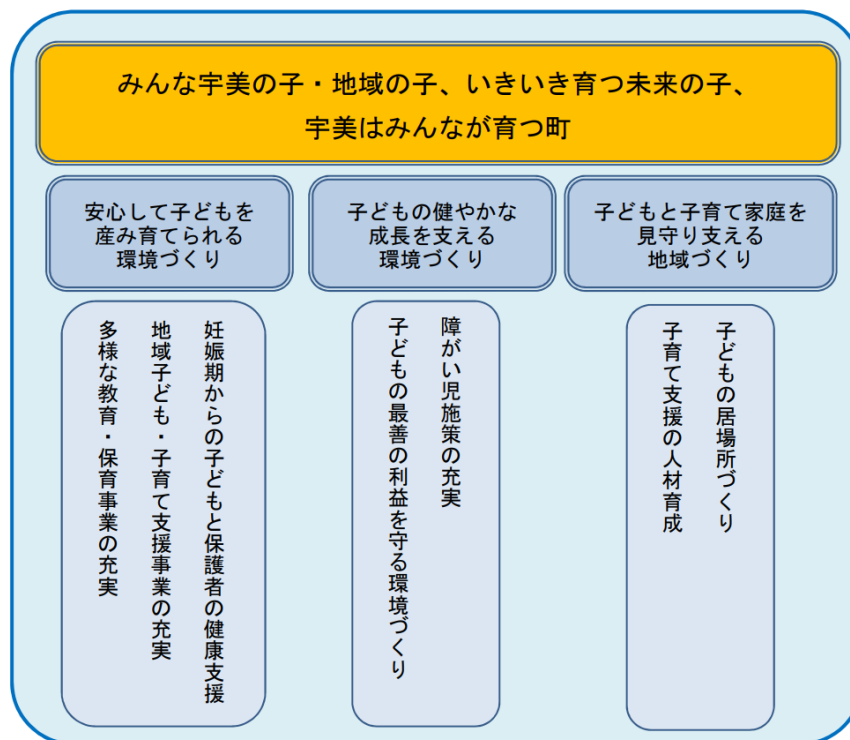 みんな宇美の子・地域の子、いきいき育つ未来の子、
宇美はみんなが育つ町
安心して子どもを
産み育てられる
環境づくり
子どもの健やかな
成長を支える
環境づくり
子どもと子育て家庭を
見守り支える
地域づくり
妊娠期からの子どもと保護者の健康支援
地域子ども・子育て支援事業の充実
多様な教育・保育事業の充実
障がい児施策の充実
子どもの最善の利益を守る環境づくり
子どもの居場所づくり
子育て支援の人材育成